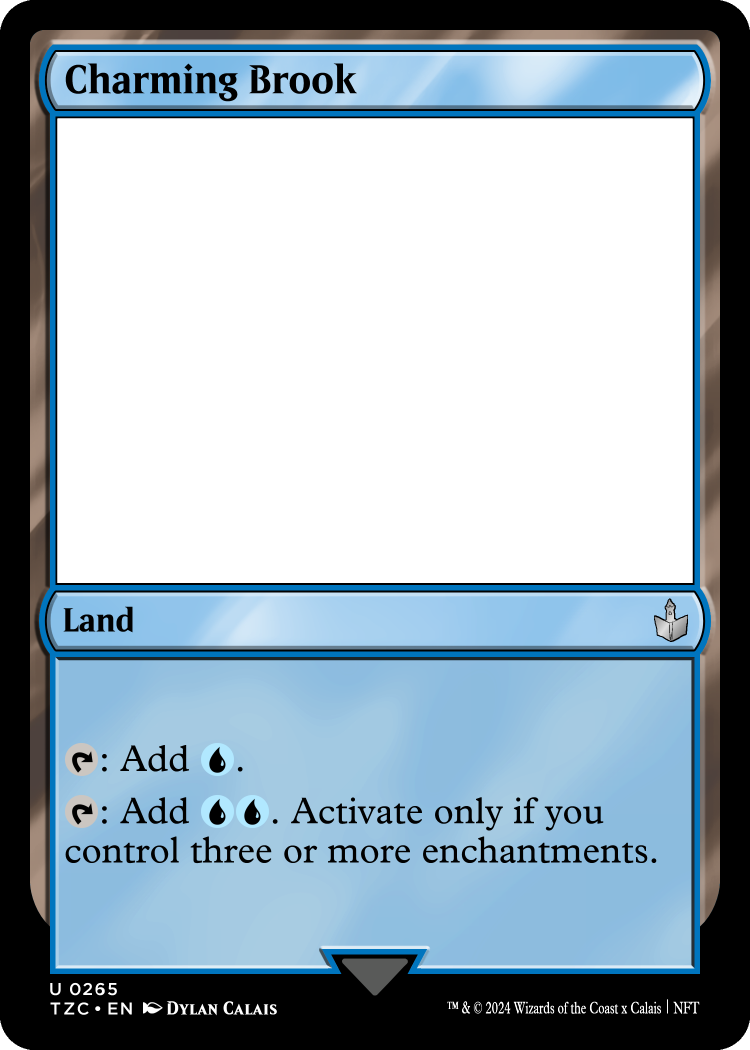 Charming Brook
Land
: Add .
: Add . Activate only if you
control three or more enchantments.
U 0265
TZC • EN Dylan Calais
™ & © 2024 Wizards of the Coast x Calais | NFT